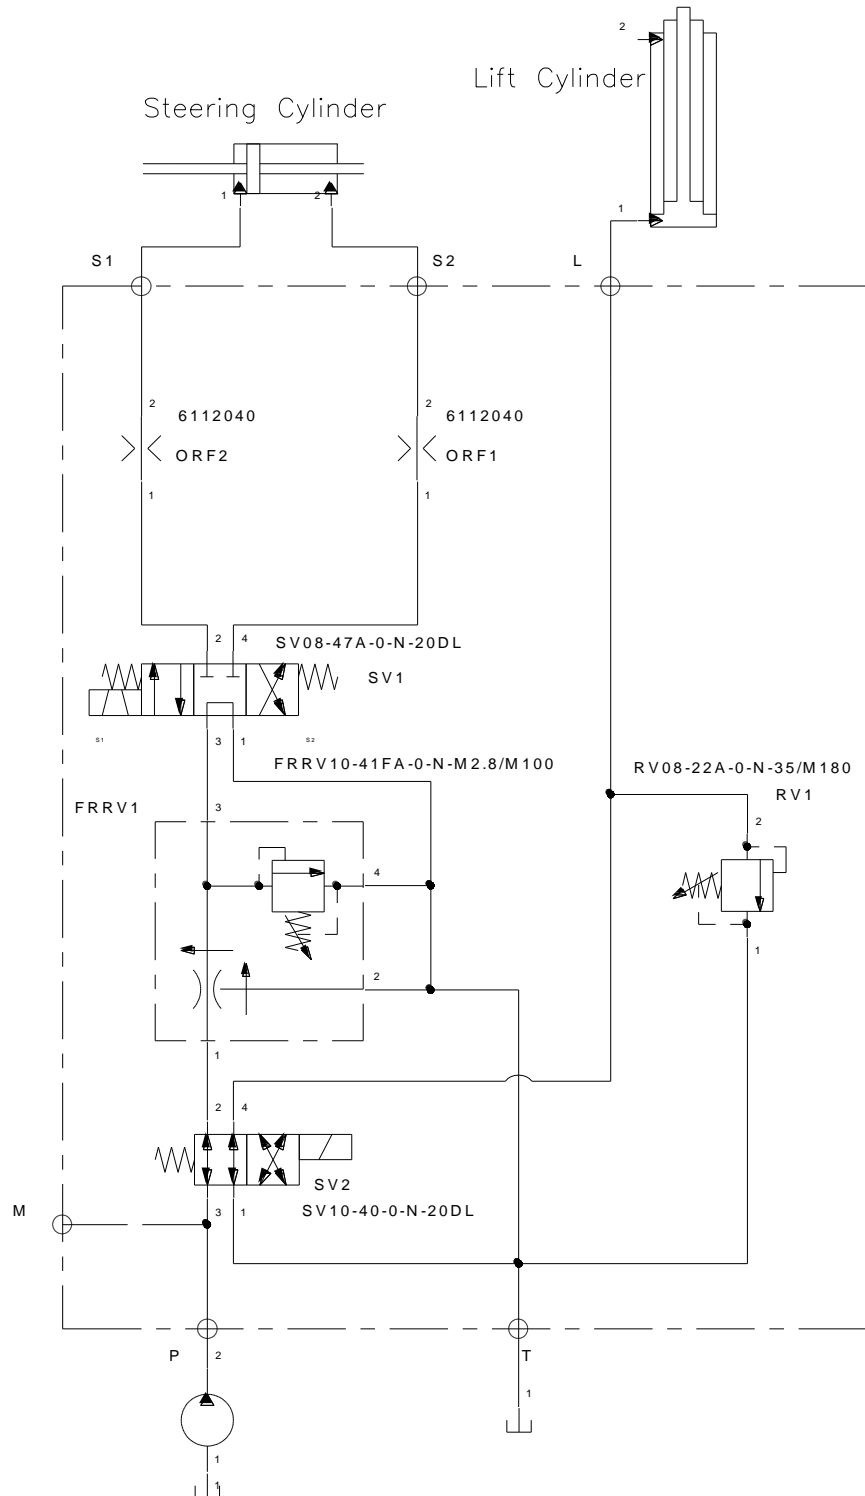 2
Lift Cylinder
Steering Cylinder
1 2
1
S1 S2 L
2 6112040 2 6112040
ORF2 ORF1
1 1
2 4 SV08-47A-0-N-20DL
SV1
S1 3 1 S2
FRRV10-41FA-0-N-M2.8/M100 RV08-22A-0-N-35/M180
FRRV1 3 RV1
2
4
1
2
1
2 4
SV2
M 3 1 SV10-40-0-N-20DL
P 2 T
1
1
1